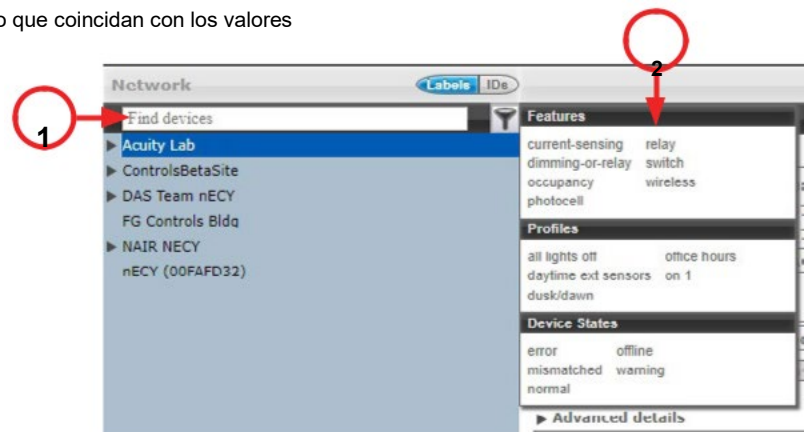 o que coincidan con los valores
2
Network Labels IDs
1
Find devices
Acuity Lab
ControlsBetaSite
DAS Team nECY
FG Controls Bldg
NAIR NECY
nECY (00FAFD32)
Features
current-sensing relay
dimming-or-relay switch
occupancy wireless
photocell
Profiles
all lights off office hours
daytime ext sensors on 1
dusk/dawn
Device States
error offline
mismatched warning
normal
Advanced details